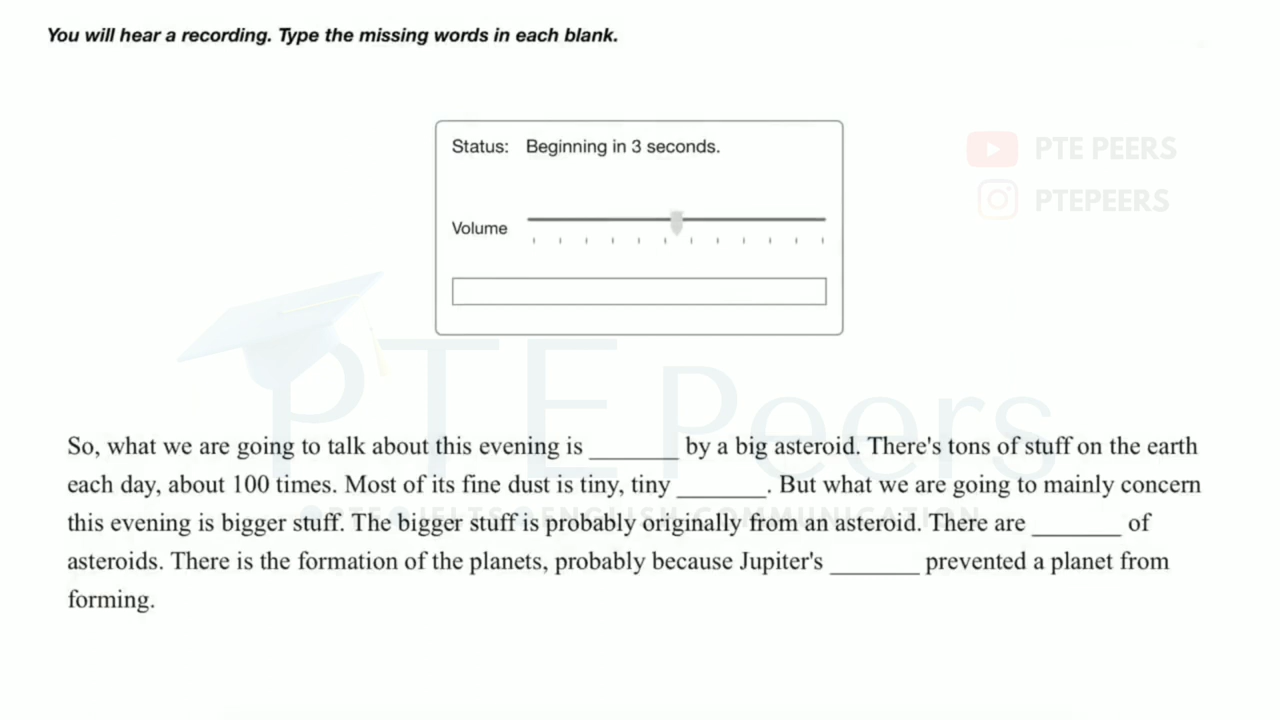 You will hear a recording. Type the missing words in each blank.
Status: Beginning in 3 seconds.
PTE PEERS
PTEPEERS
Volume
PTE Peers
So, what we are going to talk about this evening is _______ by a big asteroid. There's tons of stuff on the earth
each day, about 100 times. Most of its fine dust is tiny, tiny _______. But what we are going to mainly concern
this evening is bigger stuff. The bigger stuff is probably originally from an asteroid. There are _______ of
asteroids. There is the formation of the planets, probably because Jupiter's _______ prevented a planet from
forming.